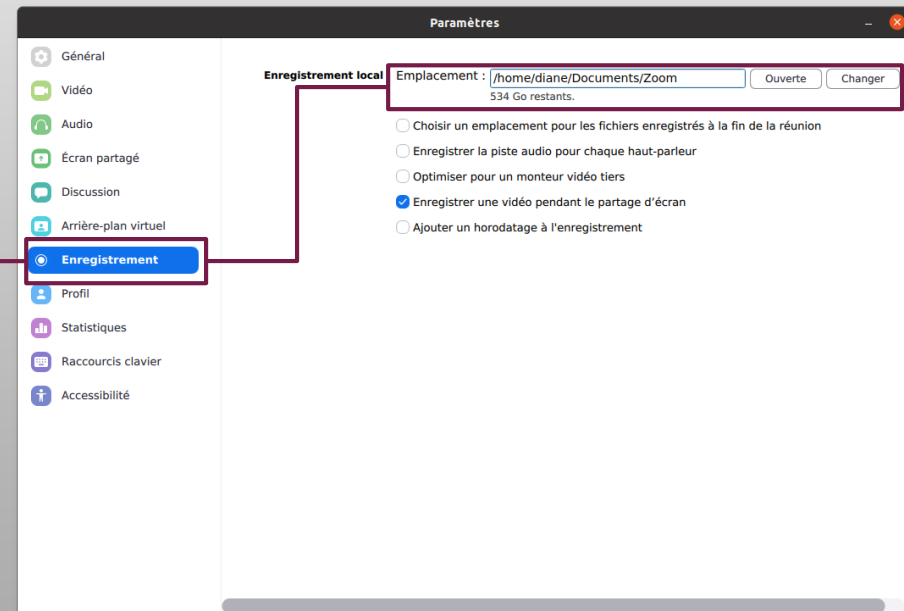 Paramètres
Général
Vidéo
Audio
Écran partagé
Discussion
Arrière-plan virtuel
Enregistrement
Profil
Statistiques
Raccourcis clavier
Accessibilité
Enregistrement local
Emplacement : /home/diane/Documents/Zoom Ouverte Changer
534 Go restants.
Choisir un emplacement pour les fichiers enregistrés à la fin de la réunion
Enregistrer la piste audio pour chaque haut-parleur
Optimiser pour un monteur vidéo tiers
Enregistrer une vidéo pendant le partage d’écran
Ajouter un horodatage à l'enregistrement